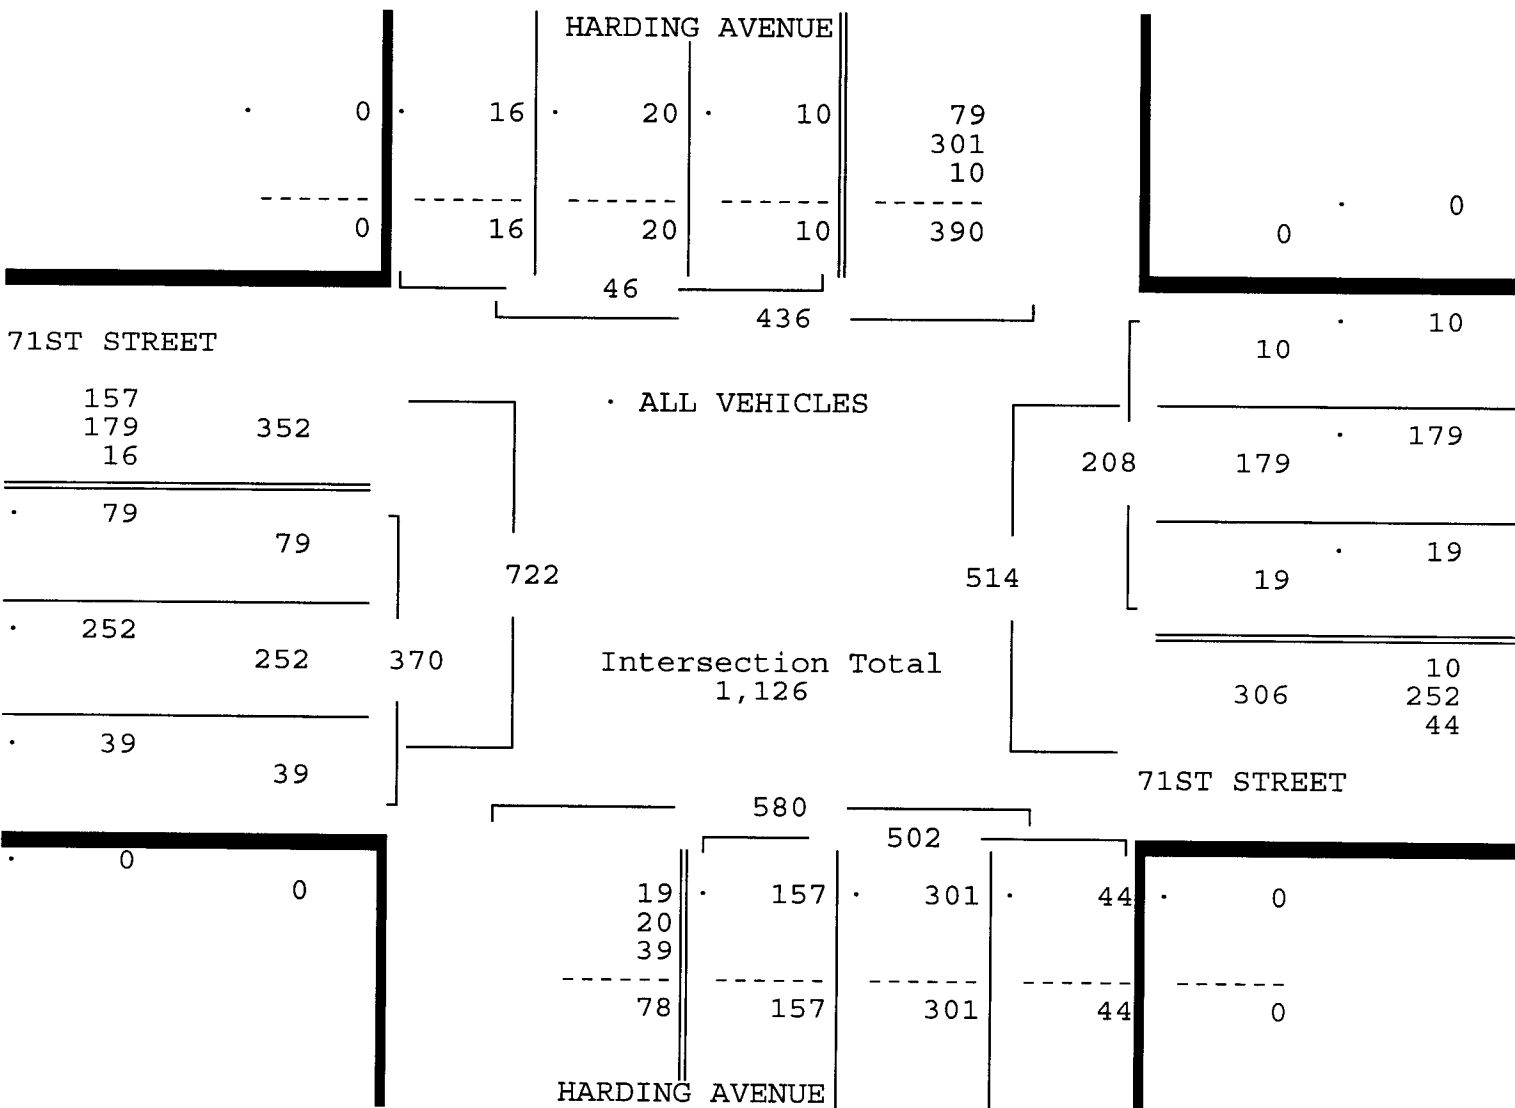 HARDING AVENUE
· 0 · 16 · 20 · 10 79
301
10
------ ------ ------ ------ ------
0 16 20 10 390
· 0
0
46
436
71ST STREET
· 10
10
157
179 352
16
· ALL VEHICLES
· 179
208 179
· 79
79
· 19
19
722
514
· 252
252 370
Intersection Total
1,126
10
306 252
44
· 39
39
71ST STREET
580
502
· 0
0
19 · 157 · 301 · 44 · 0
20
39
------ ------ ------ ------ ------
78 157 301 44 0
HARDING AVENUE